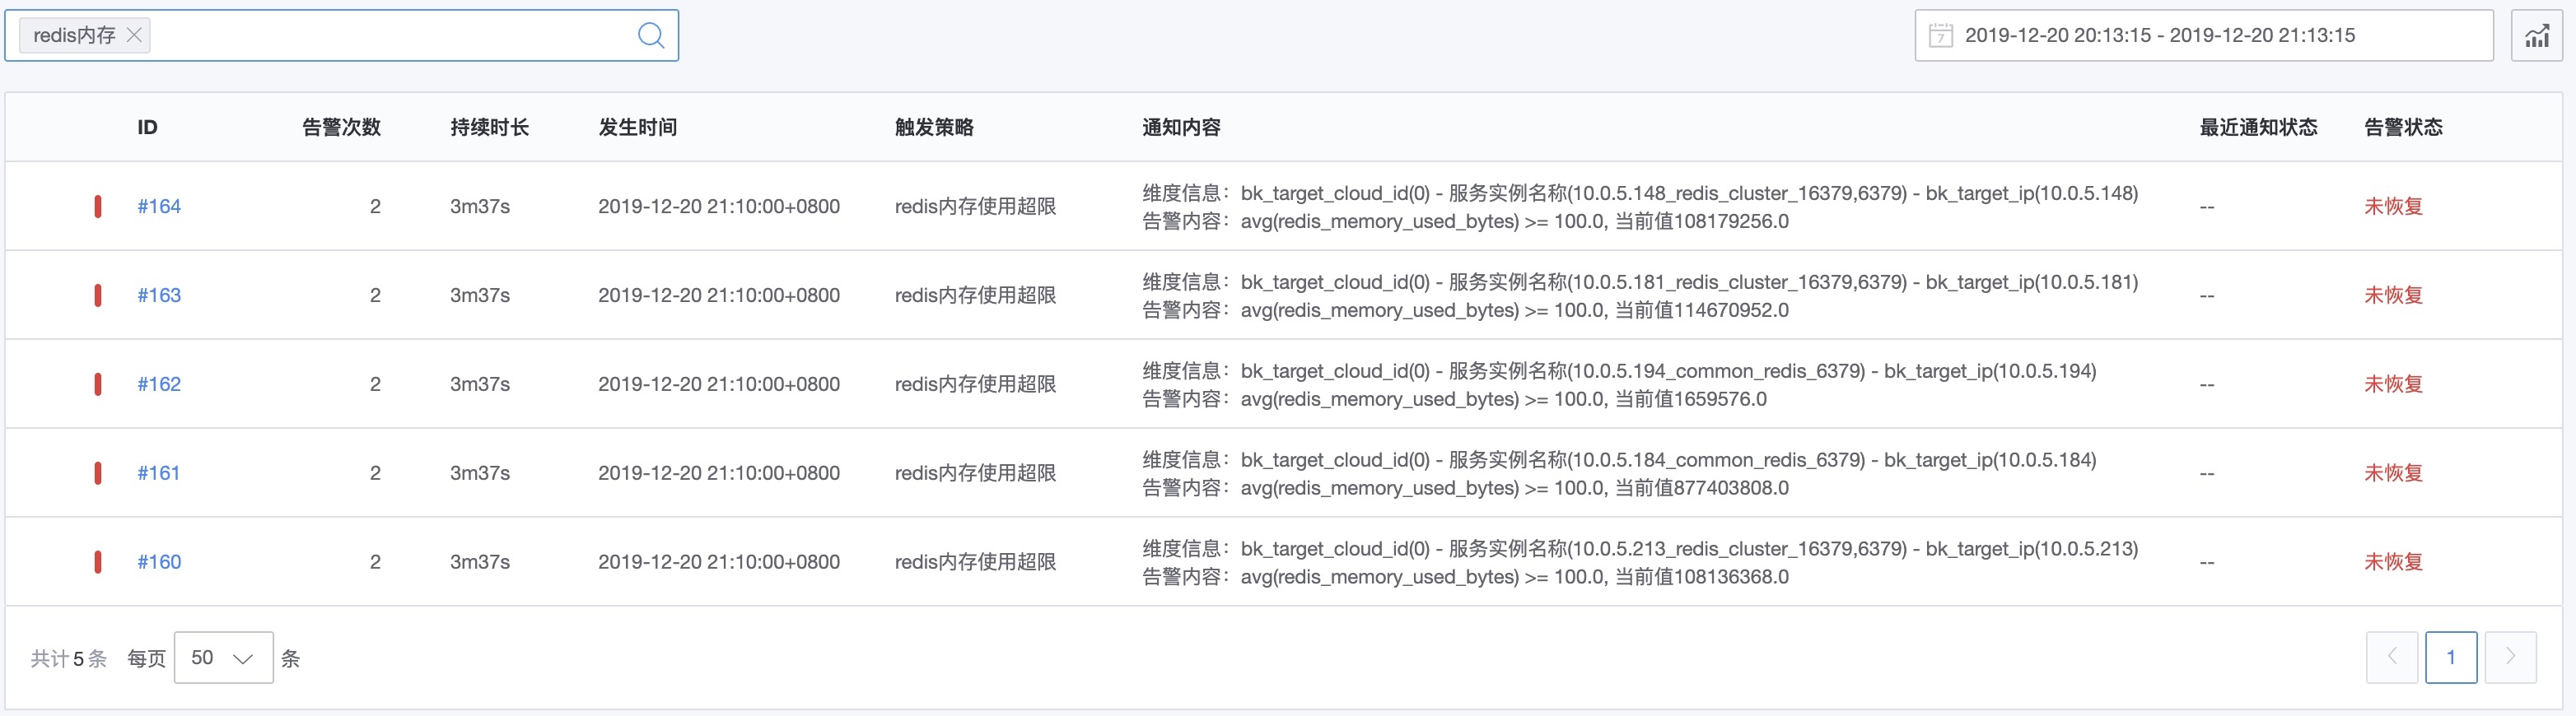 redis内存
2019-12-20 20:13:15 - 2019-12-20 21:13:15
ID 告警次数 持续时长 发生时间 触发策略 通知内容 最近通知状态 告警状态
维度信息：bk_target_cloud_id(0) - 服务实例名称(10.0.5.148_redis_cluster_16379,6379) - bk_target_ip(10.0.5.148)
#164 2 3m37s 2019-12-20 21:10:00+0800 redis内存使用超限 -- 未恢复
告警内容：avg(redis_memory_used_bytes) >= 100.0, 当前值108179256.0
维度信息：bk_target_cloud_id(0) - 服务实例名称(10.0.5.181_redis_cluster_16379,6379) - bk_target_ip(10.0.5.181)
#163 2 3m37s 2019-12-20 21:10:00+0800 redis内存使用超限 -- 未恢复
告警内容：avg(redis_memory_used_bytes) >= 100.0, 当前值114670952.0
维度信息：bk_target_cloud_id(0) - 服务实例名称(10.0.5.194_common_redis_6379) - bk_target_ip(10.0.5.194)
#162 2 3m37s 2019-12-20 21:10:00+0800 redis内存使用超限 -- 未恢复
告警内容：avg(redis_memory_used_bytes) >= 100.0, 当前值1659576.0
维度信息：bk_target_cloud_id(0) - 服务实例名称(10.0.5.184_common_redis_6379) - bk_target_ip(10.0.5.184)
#161 2 3m37s 2019-12-20 21:10:00+0800 redis内存使用超限 -- 未恢复
告警内容：avg(redis_memory_used_bytes) >= 100.0, 当前值877403808.0
维度信息：bk_target_cloud_id(0) - 服务实例名称(10.0.5.213_redis_cluster_16379,6379) - bk_target_ip(10.0.5.213)
#160 2 3m37s 2019-12-20 21:10:00+0800 redis内存使用超限 -- 未恢复
告警内容：avg(redis_memory_used_bytes) >= 100.0, 当前值108136368.0
共计5条 每页 50 条 1